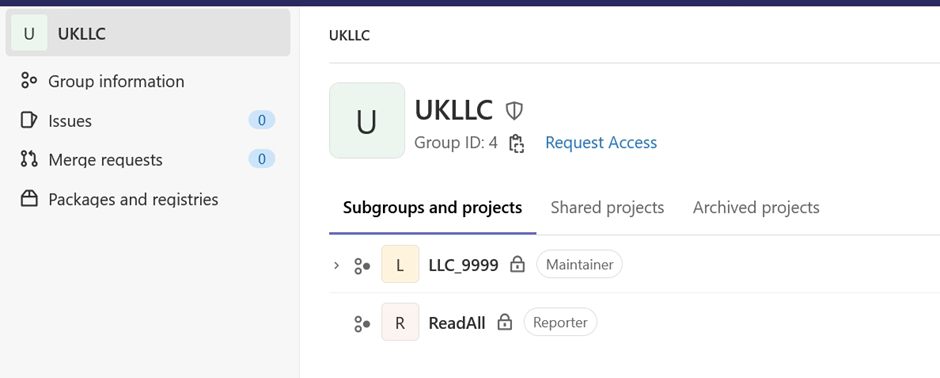 U UKLLC
Group information
Issues 0
Merge requests 0
Packages and registries
UKLLC
U
UKLLC
Group ID: 4 Request Access
Subgroups and projects Shared projects Archived projects
L LLC_9999 Maintainer
R ReadAll Reporter